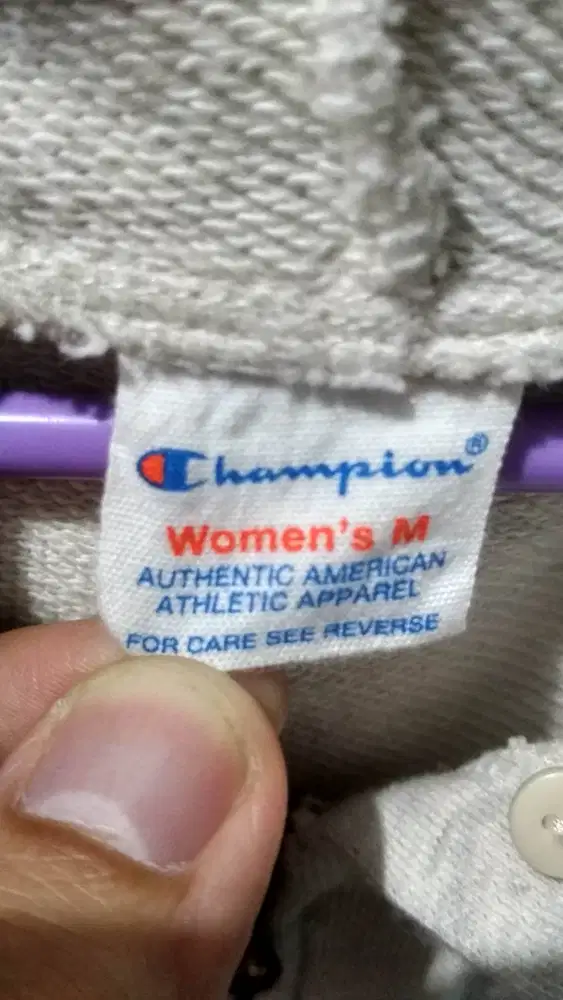 Champion®
Women's M
AUTHENTIC AMERICAN
ATHLETIC APPAREL
FOR CARE SEE REVERSE